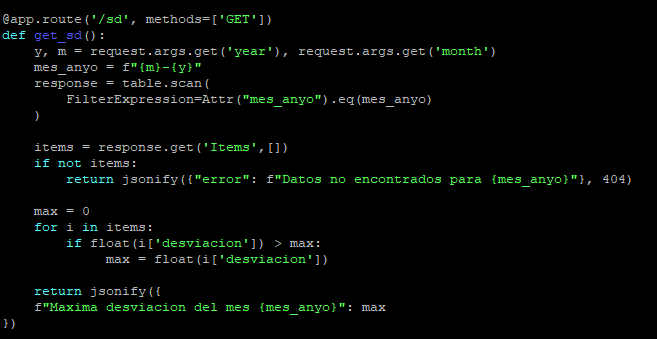 @app.route('/sd', methods=['GET'])
def get_sd():
    y, m = request.args.get('year'), request.args.get('month')
    mes_anyo = f"{m}-{y}"
    response = table.scan(
        FilterExpression=Attr("mes_anyo").eq(mes_anyo)
    )

    items = response.get('Items',[])
    if not items:
        return jsonify({"error": f"Datos no encontrados para {mes_anyo}"}, 404)

    max = 0
    for i in items:
        if float(i['desviacion']) > max:
             max = float(i['desviacion'])

    return jsonify({
    f"Maxima desviacion del mes {mes_anyo}": max
})